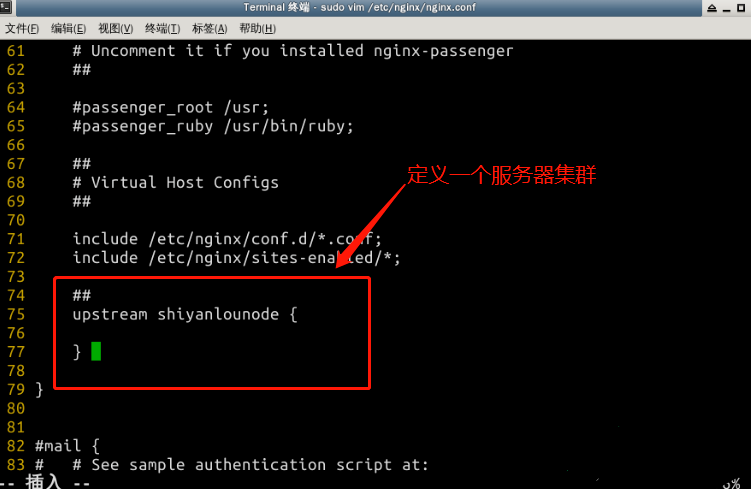 Terminal 终端 - sudo vim /etc/nginx/nginx.conf
文件(F) 编辑(E) 视图(V) 终端(T) 标签(A) 帮助(H)
61 # Uncomment it if you installed nginx-passenger
62 ##
63
64 #passenger_root /usr;
65 #passenger_ruby /usr/bin/ruby;
66
67 ##
定义一个服务器集群
68 # Virtual Host Configs
69 ##
70
71 include /etc/nginx/conf.d/*.conf;
72 include /etc/nginx/sites-enabled/*;
73
74 ##
75 upstream shiyanlounode {
76
77 }
78
79 }
80
81
82 #mail {
83 # # See sample authentication script at:
-- 插入 --